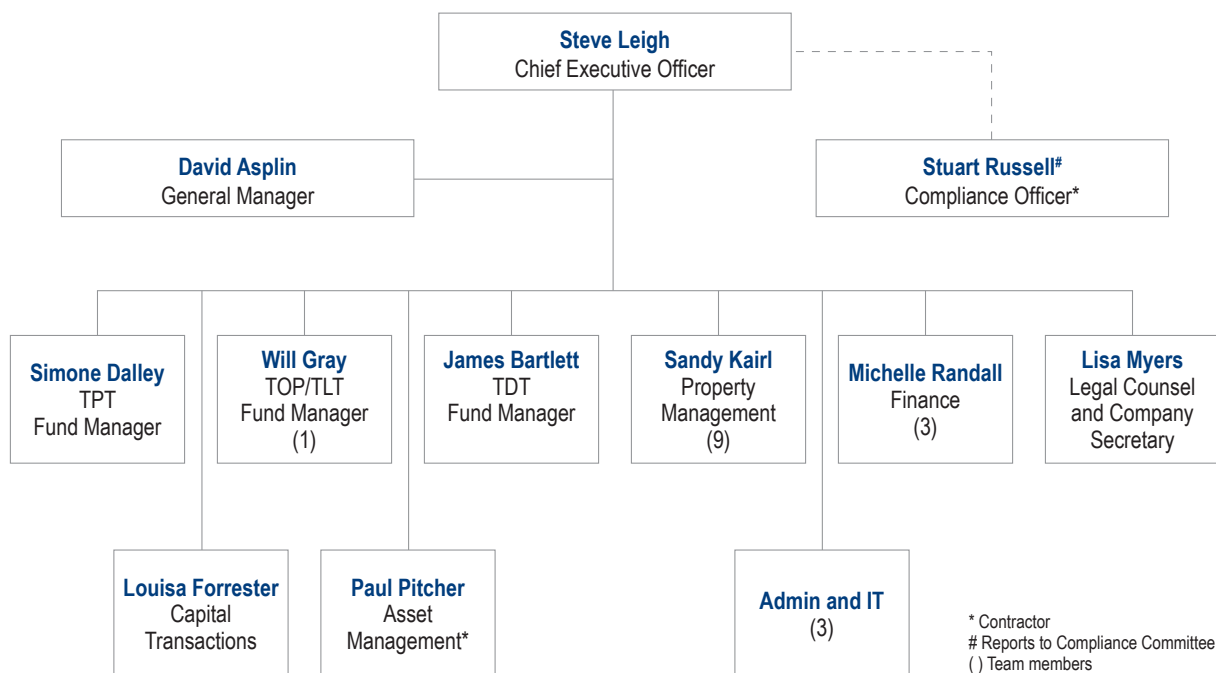 Steve Leigh
Chief Executive Officer
David Asplin
General Manager
Stuart Russell#
Compliance Officer*
Simone Dalley
TPT
Fund Manager
Will Gray
TOP/TLT
Fund Manager
(1)
James Bartlett
TDT
Fund Manager
Sandy Kairl
Property
Management
(9)
Michelle Randall
Finance
(3)
Lisa Myers
Legal Counsel
and Company
Secretary
Louisa Forrester
Capital
Transactions
Paul Pitcher
Asset
Management*
Admin and IT
(3)
* Contractor
# Reports to Compliance Committee
( ) Team members